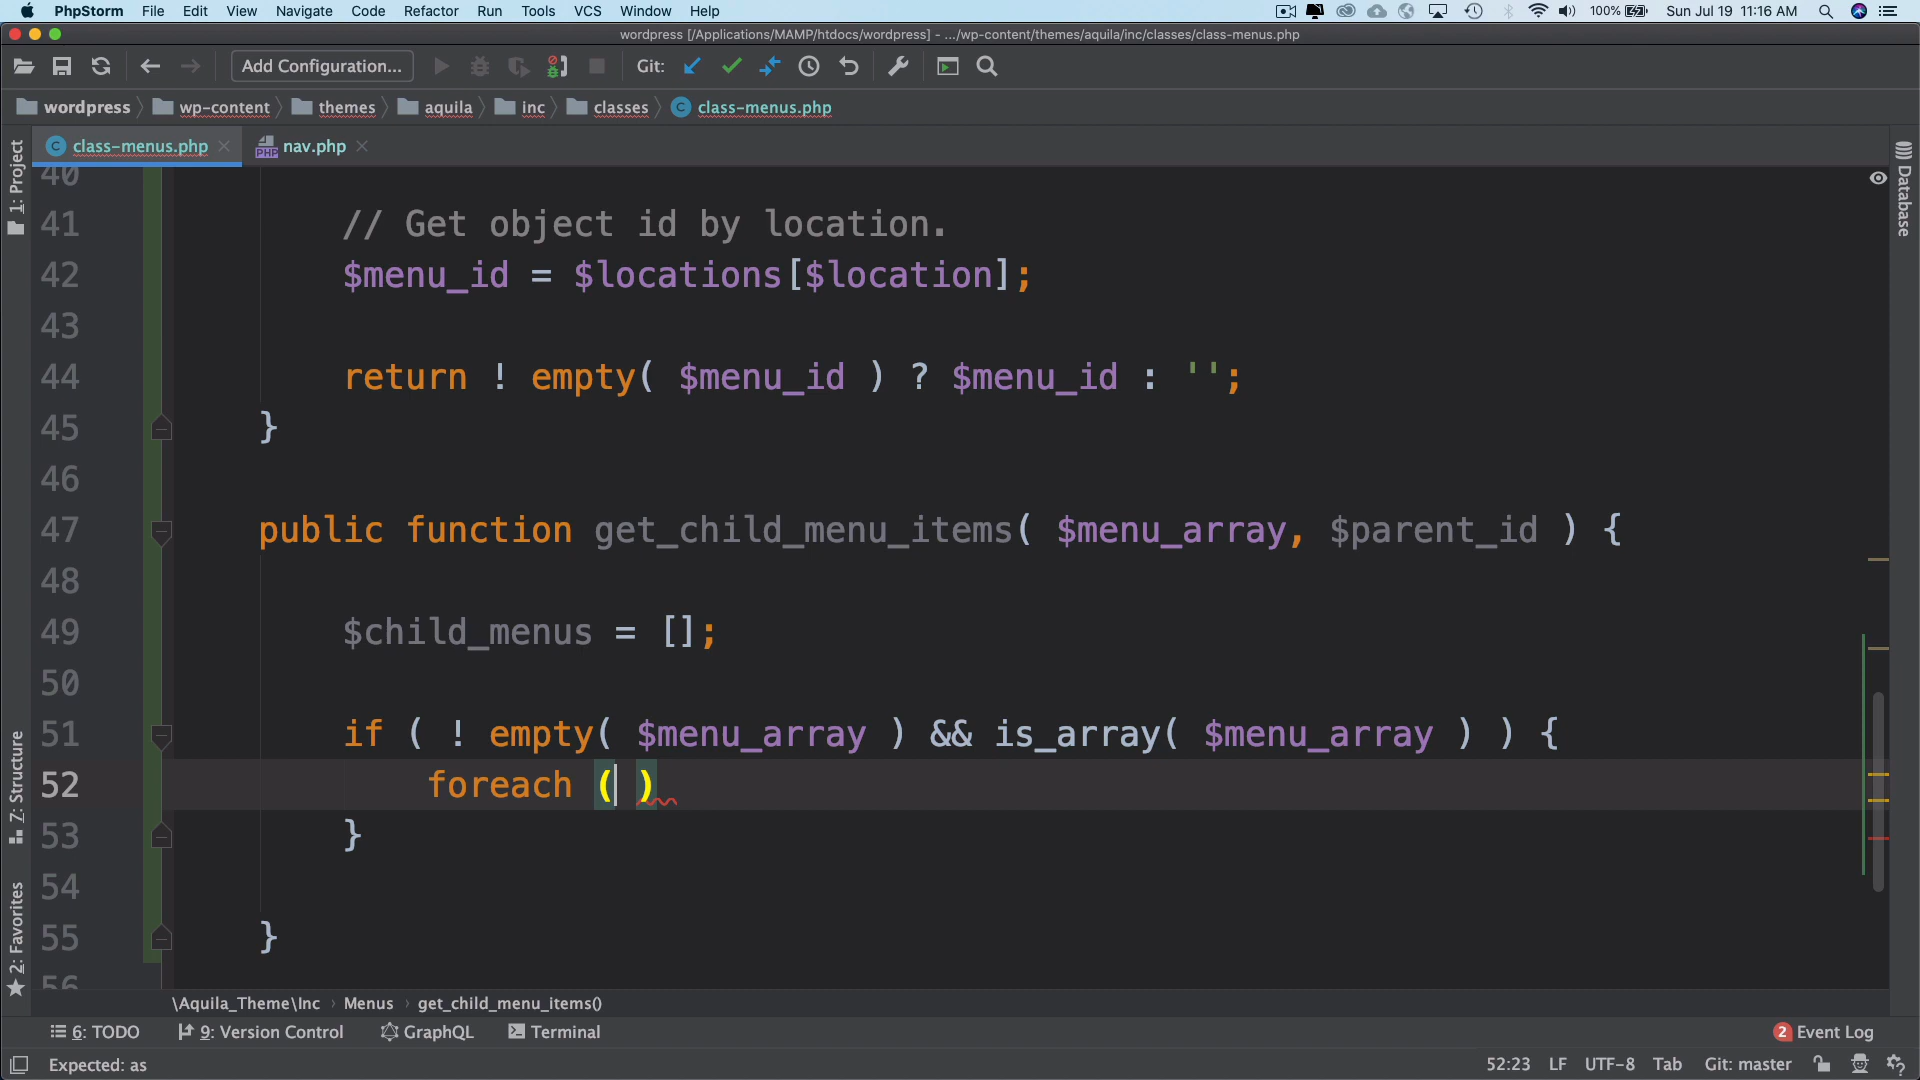 PhpStorm File Edit View Navigate Code Refactor Run Tools VCS Window Help 100% Sun Jul 19 11:16 AM
wordpress [/Applications/MAMP/htdocs/wordpress] - .../wp-content/themes/aquila/inc/classes/class-menus.php
Add Configuration... Git:
wordpress wp-content themes aquila inc classes class-menus.php
class-menus.php nav.php
1: Project
Database
40
41 // Get object id by location.
42 $menu_id = $locations[$location];
43
44 return ! empty( $menu_id ) ? $menu_id : '';
45 }
46
47 public function get_child_menu_items( $menu_array, $parent_id ) {
48
49 $child_menus = [];
50
51 if ( ! empty( $menu_array ) && is_array( $menu_array ) ) {
52 foreach ( )
53 }
54
55 }
56
Z: Structure
2: Favorites
\Aquila_Theme\Inc › Menus › get_child_menu_items()
6: TODO 9: Version Control GraphQL Terminal 2 Event Log
Expected: as 52:23 LF UTF-8 Tab Git: master